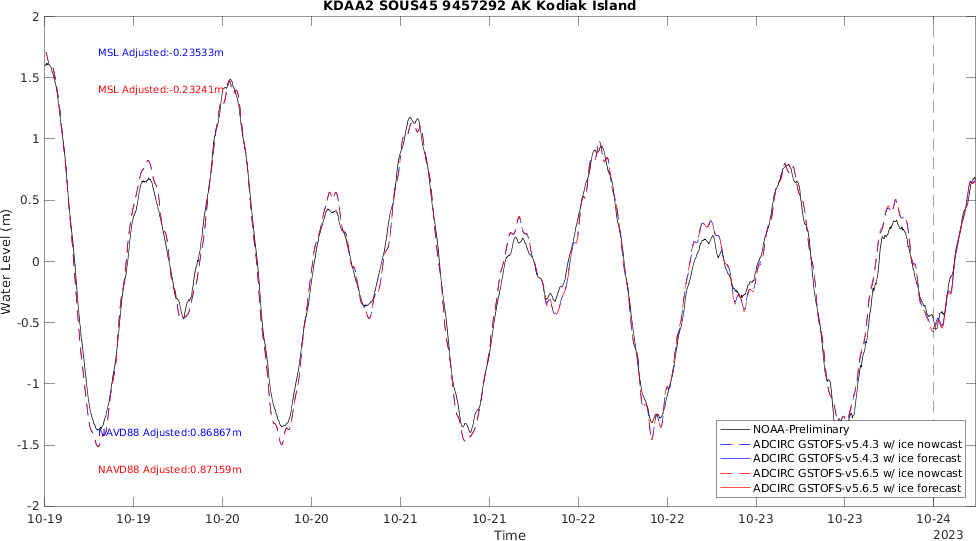 KDAA2 SOUS45 9457292 AK Kodiak Island
2
1.5
1
0.5
0
-0.5
-1
-1.5
-2
Water Level (m)
MSL Adjusted:-0.23533m
MSL Adjusted:-0.23241m
NAVD88 Adjusted:0.86867m
NAVD88 Adjusted:0.87159m
NOAA-Preliminary
ADCIRC GSTOFS-v5.4.3 w/ ice nowcast
ADCIRC GSTOFS-v5.4.3 w/ ice forecast
ADCIRC GSTOFS-v5.6.5 w/ ice nowcast
ADCIRC GSTOFS-v5.6.5 w/ ice forecast
10-19 10-19 10-20 10-20 10-21 10-21 10-22 10-22 10-23 10-23 10-24
Time
2023